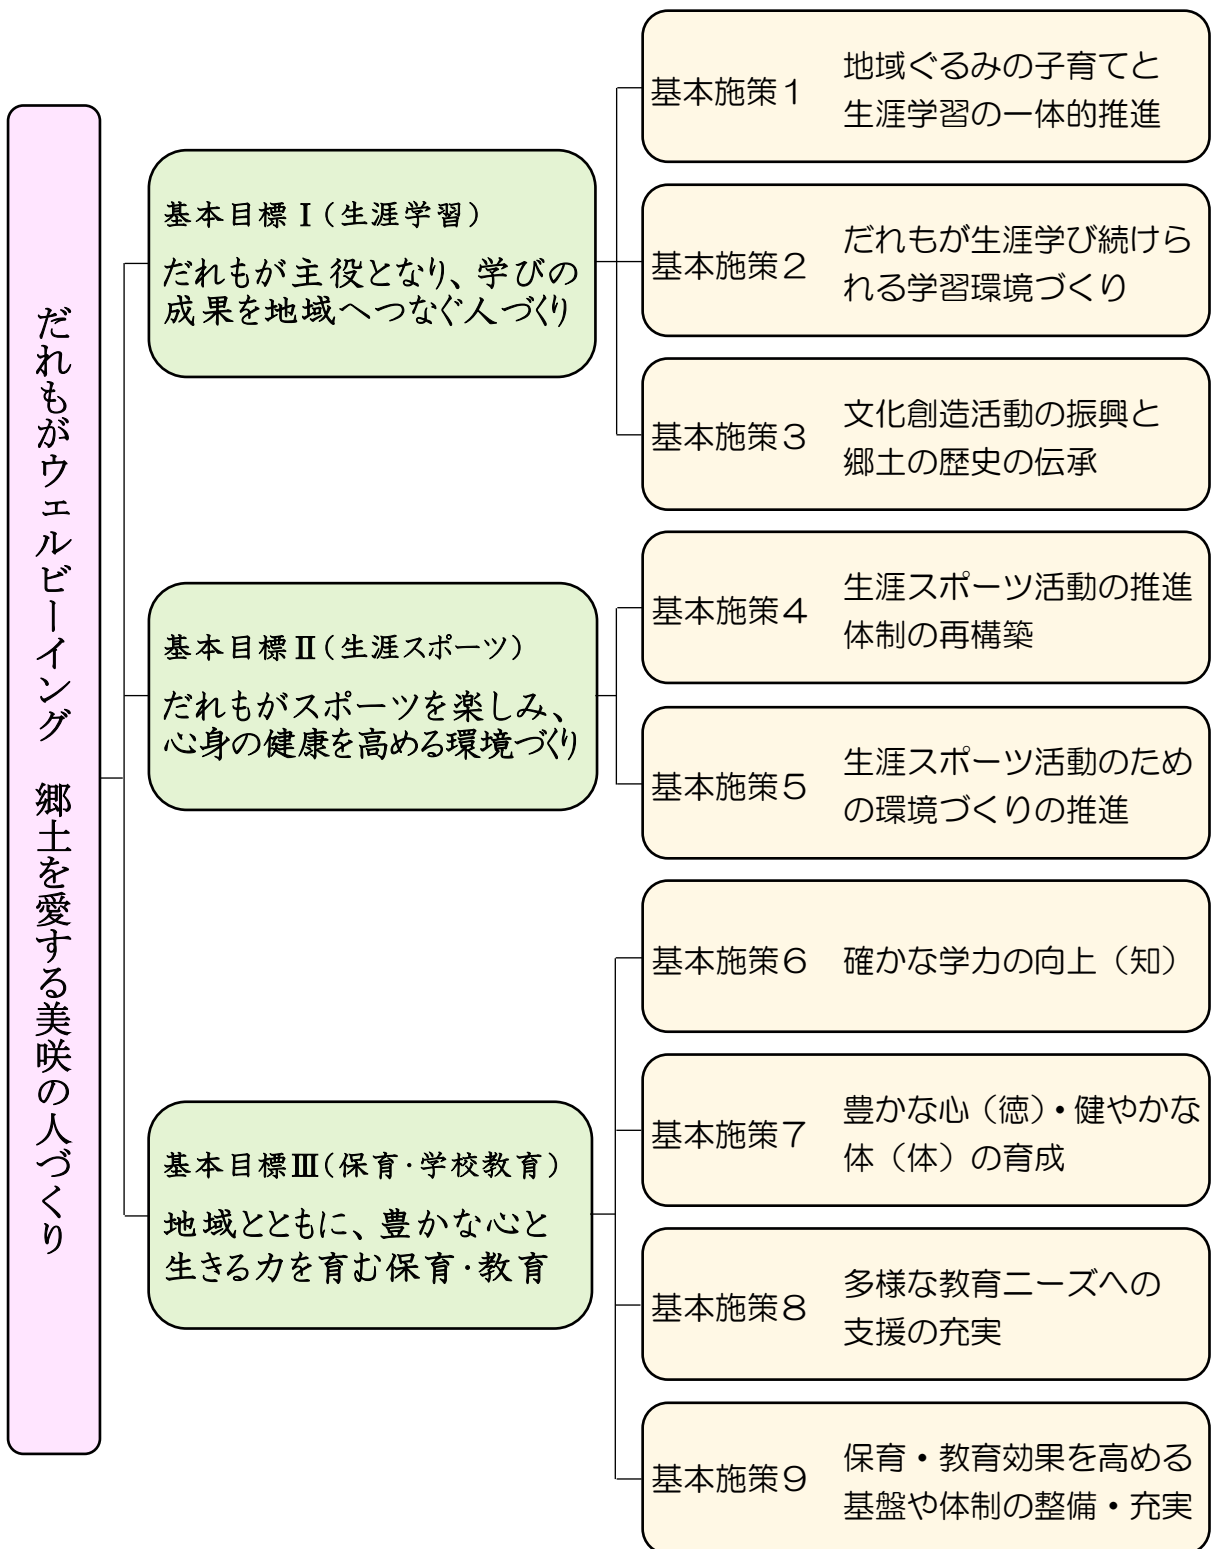 だれもがウェルビーイング　郷土を愛する美咲の人づくり
基本目標Ⅰ（生涯学習）
だれもが主役となり、学びの
成果を地域へつなぐ人づくり
基本施策１
地域ぐるみの子育てと
生涯学習の一体的推進
基本施策２
だれもが生涯学び続けら
れる学習環境づくり
基本施策３
文化創造活動の振興と
郷土の歴史の伝承
基本目標Ⅱ（生涯スポーツ）
だれもがスポーツを楽しみ、
心身の健康を高める環境づくり
基本施策４
生涯スポーツ活動の推進
体制の再構築
基本施策５
生涯スポーツ活動のため
の環境づくりの推進
基本目標Ⅲ（保育・学校教育）
地域とともに、豊かな心と
生きる力を育む保育・教育
基本施策６
確かな学力の向上（知）
基本施策７
豊かな心（徳）・健やかな
体（体）の育成
基本施策８
多様な教育ニーズへの
支援の充実
基本施策９
保育・教育効果を高める
基盤や体制の整備・充実